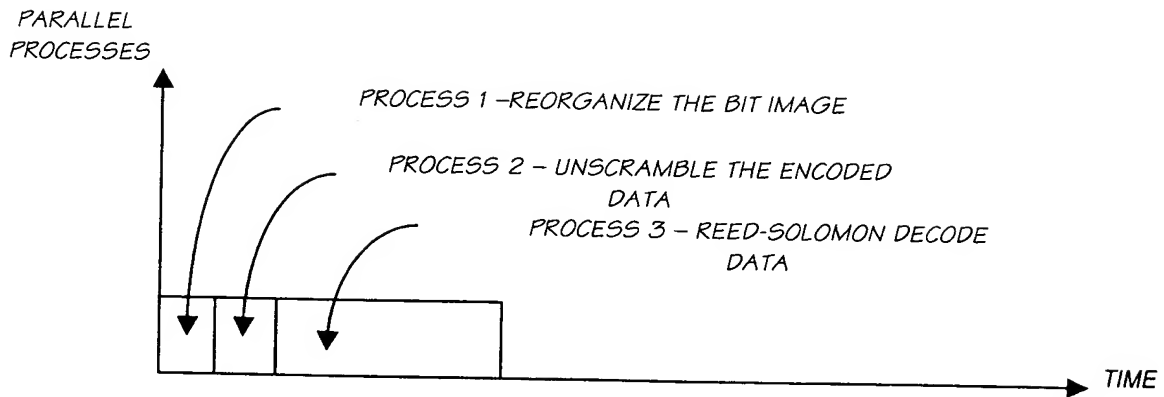 PARALLEL
PROCESSES
PROCESS 1 –REORGANIZE THE BIT IMAGE
PROCESS 2 – UNSCRAMBLE THE ENCODED
DATA
PROCESS 3 – REED-SOLOMON DECODE
DATA
TIME